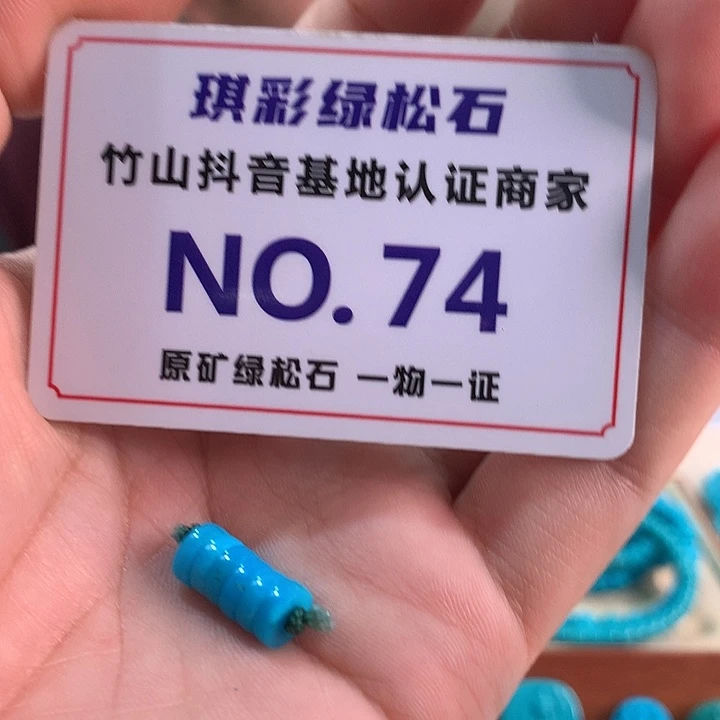 琪彩绿松石
竹山抖音基地认证商家
NO.74
原矿绿松石 一物一证